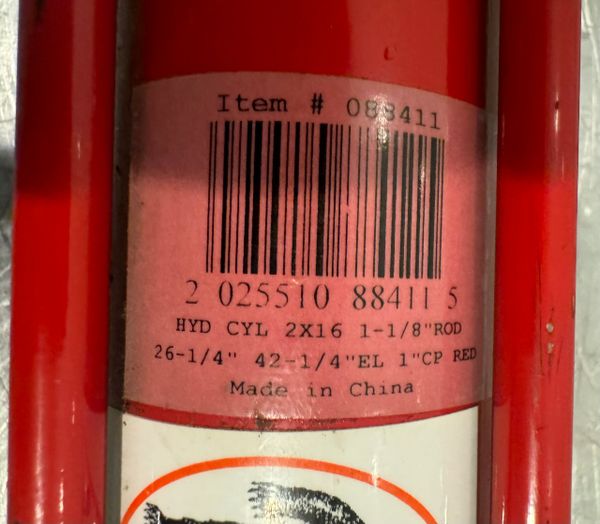 Item # 088411
2 025510 88411 5
HYD CYL 2X16 1-1/8"ROD
26-1/4" 42-1/4"EL 1"CP RED
Made in China